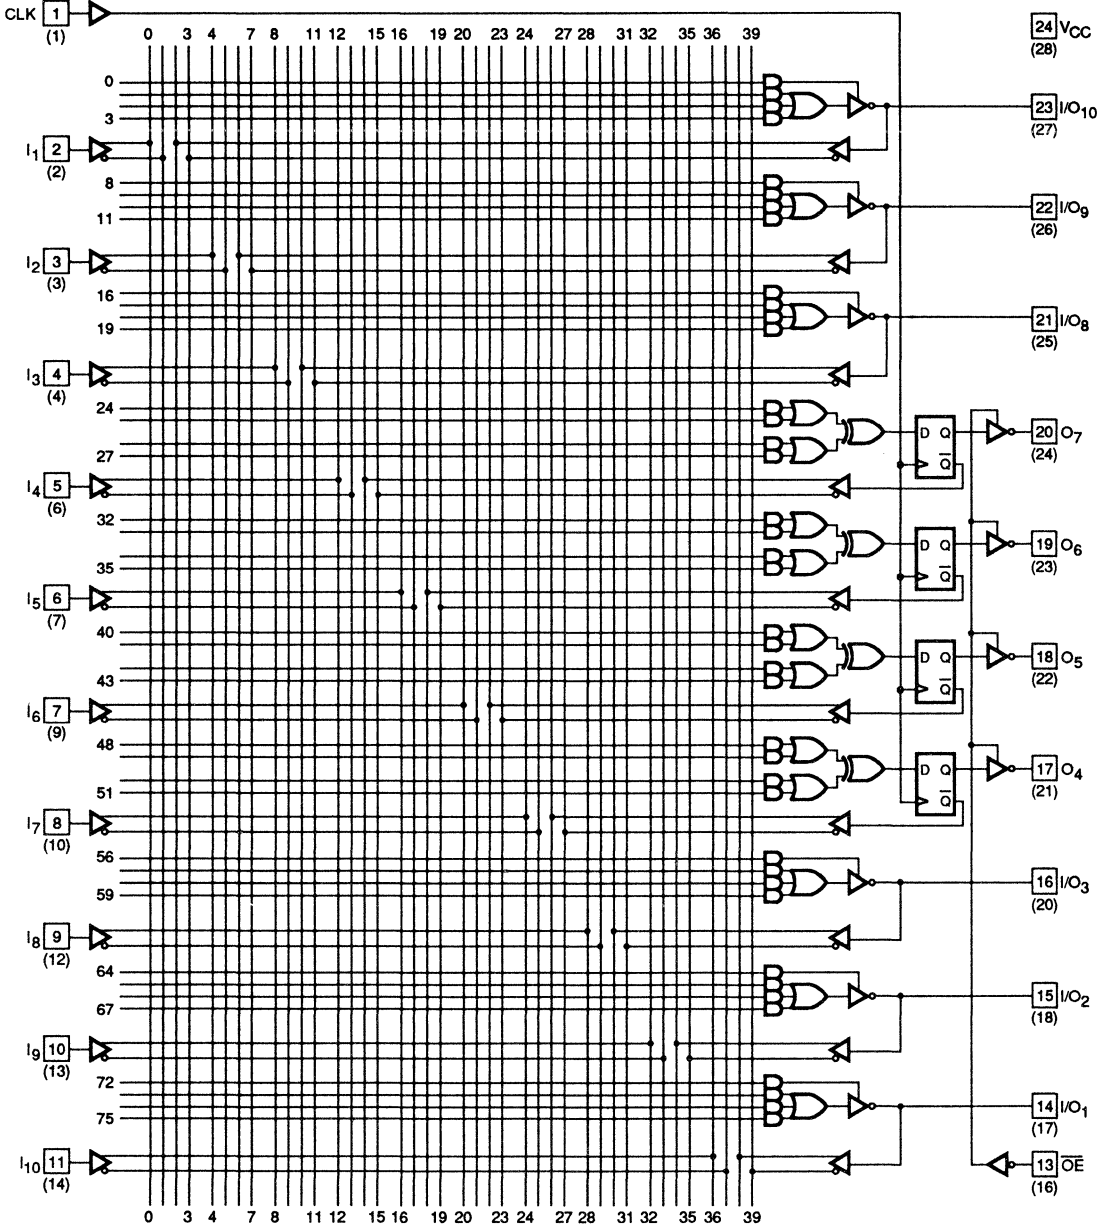 CLK 1 24 VCC
(1) (28)
0 3 4 7 8 11 12 15 16 19 20 23 24 27 28 31 32 35 36 39
0
3
23 I/O10
(27)
I1 2
(2)
8
11
22 I/O9
(26)
I2 3
(3)
16
19
21 I/O8
(25)
I3 4
(4)
24
27
D Q
Q
20 O7
(24)
I4 5
(6)
32
35
D Q
Q
19 O6
(23)
I5 6
(7)
40
43
D Q
Q
18 O5
(22)
I6 7
(9)
48
51
D Q
Q
17 O4
(21)
I7 8
(10)
56
59
16 I/O3
(20)
I8 9
(12)
64
67
15 I/O2
(18)
I9 10
(13)
72
75
14 I/O1
(17)
I10 11
(14)
13 OE
(16)
0 3 4 7 8 11 12 15 16 19 20 23 24 27 28 31 32 35 36 39